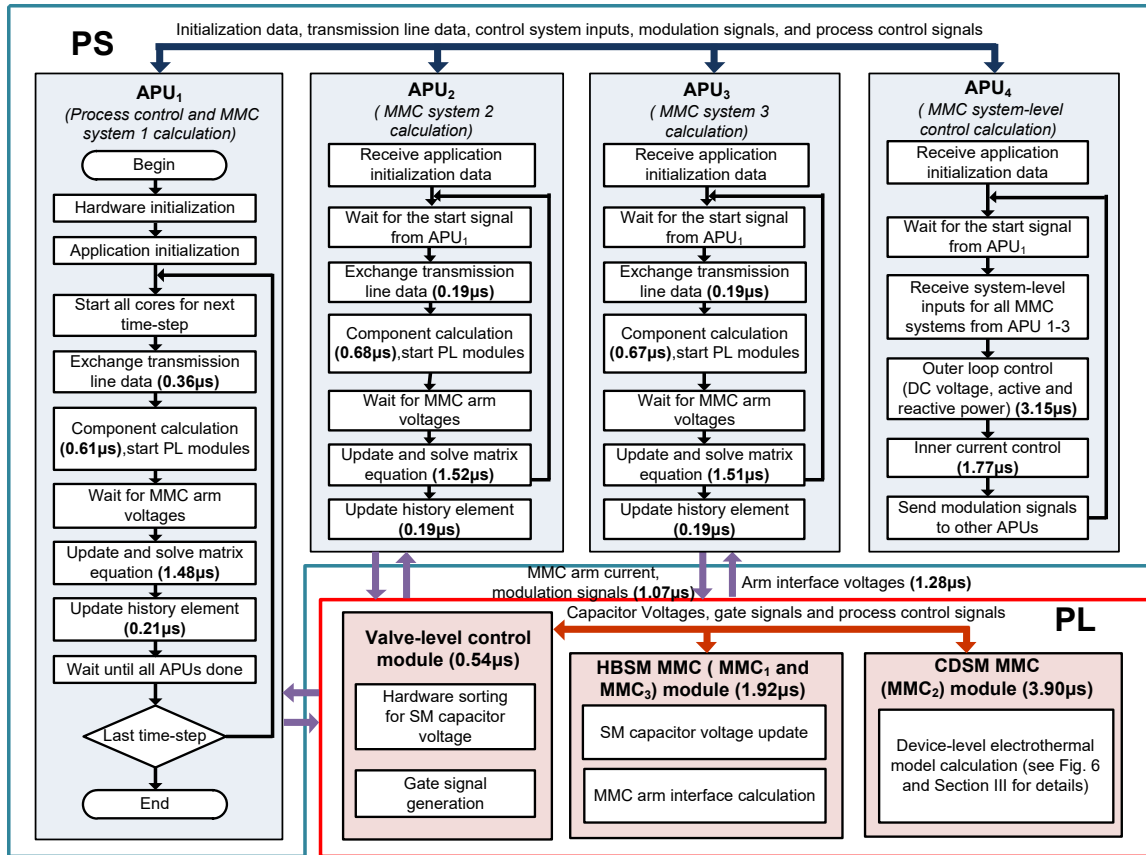 Initialization data, transmission line data, control system inputs, modulation signals, and process control signals
PS
APU₁
(Process control and MMC
system 1 calculation)
Begin
Hardware initialization
Application initialization
Start all cores for next
time-step
Exchange transmission
line data (0.36µs)
Component calculation
(0.61µs),start PL modules
Wait for MMC arm
voltages
Update and solve matrix
equation (1.48µs)
Update history element
(0.21µs)
Wait until all APUs done
Last time-step
End
APU₂
( MMC system 2
calculation)
Receive application
initialization data
Wait for the start signal
from APU₁
Exchange transmission
line data (0.19µs)
Component calculation
(0.68µs),start PL modules
Wait for MMC arm
voltages
Update and solve matrix
equation (1.52µs)
Update history element
(0.19µs)
APU₃
( MMC system 3
calculation)
Receive application
initialization data
Wait for the start signal
from APU₁
Exchange transmission
line data (0.19µs)
Component calculation
(0.67µs),start PL modules
Wait for MMC arm
voltages
Update and solve matrix
equation (1.51µs)
Update history element
(0.19µs)
APU₄
( MMC system-level
control calculation)
Receive application
initialization data
Wait for the start signal
from APU₁
Receive system-level
inputs for all MMC
systems from APU 1-3
Outer loop control
(DC voltage, active and
reactive power) (3.15µs)
Inner current control
(1.77µs)
Send modulation signals
to other APUs
MMC arm current,
modulation signals (1.07µs)
Arm interface voltages (1.28µs)
Capacitor Voltages, gate signals and process control signals
PL
Valve-level control
module (0.54µs)
Hardware sorting
for SM capacitor
voltage
Gate signal
generation
HBSM MMC ( MMC₁ and
MMC₃) module (1.92µs)
SM capacitor voltage update
MMC arm interface calculation
CDSM MMC
(MMC₂) module (3.90µs)
Device-level electrothermal
model calculation (see Fig. 6
and Section III for details)